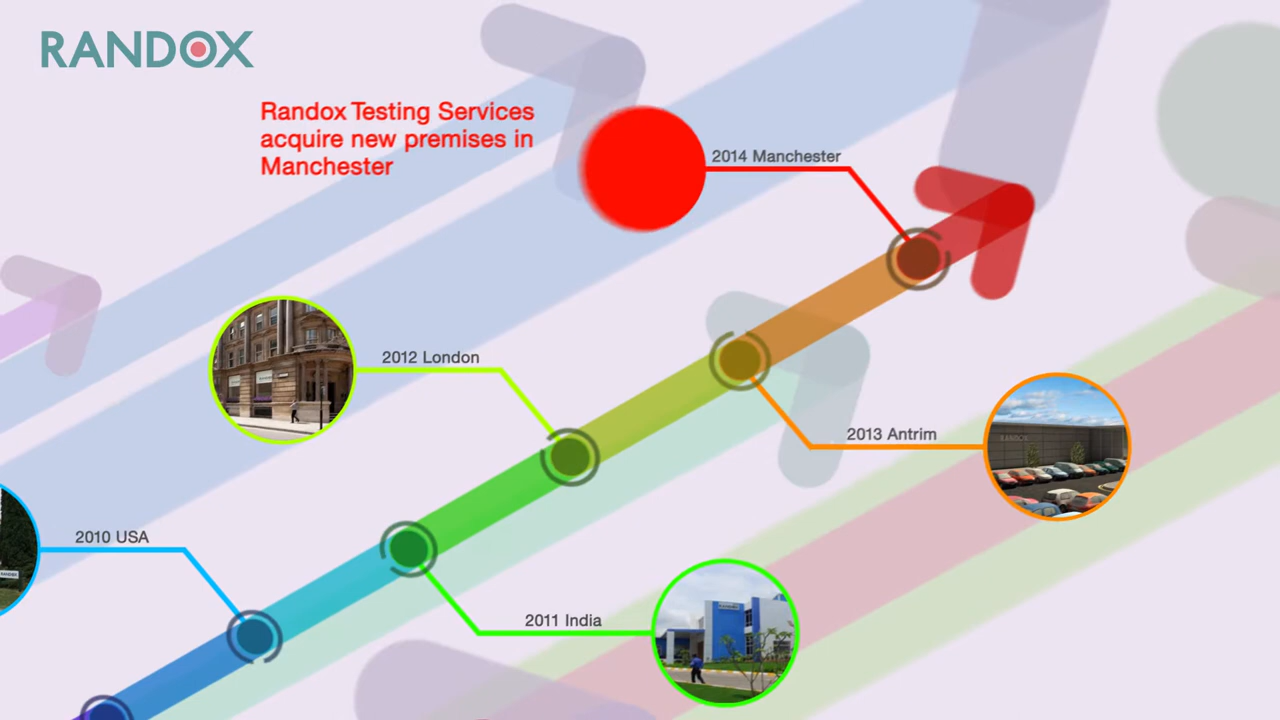 RANDOX
Randox Testing Services
acquire new premises in
Manchester
2014 Manchester
2012 London
2013 Antrim
RANDOX
2010 USA
2011 India